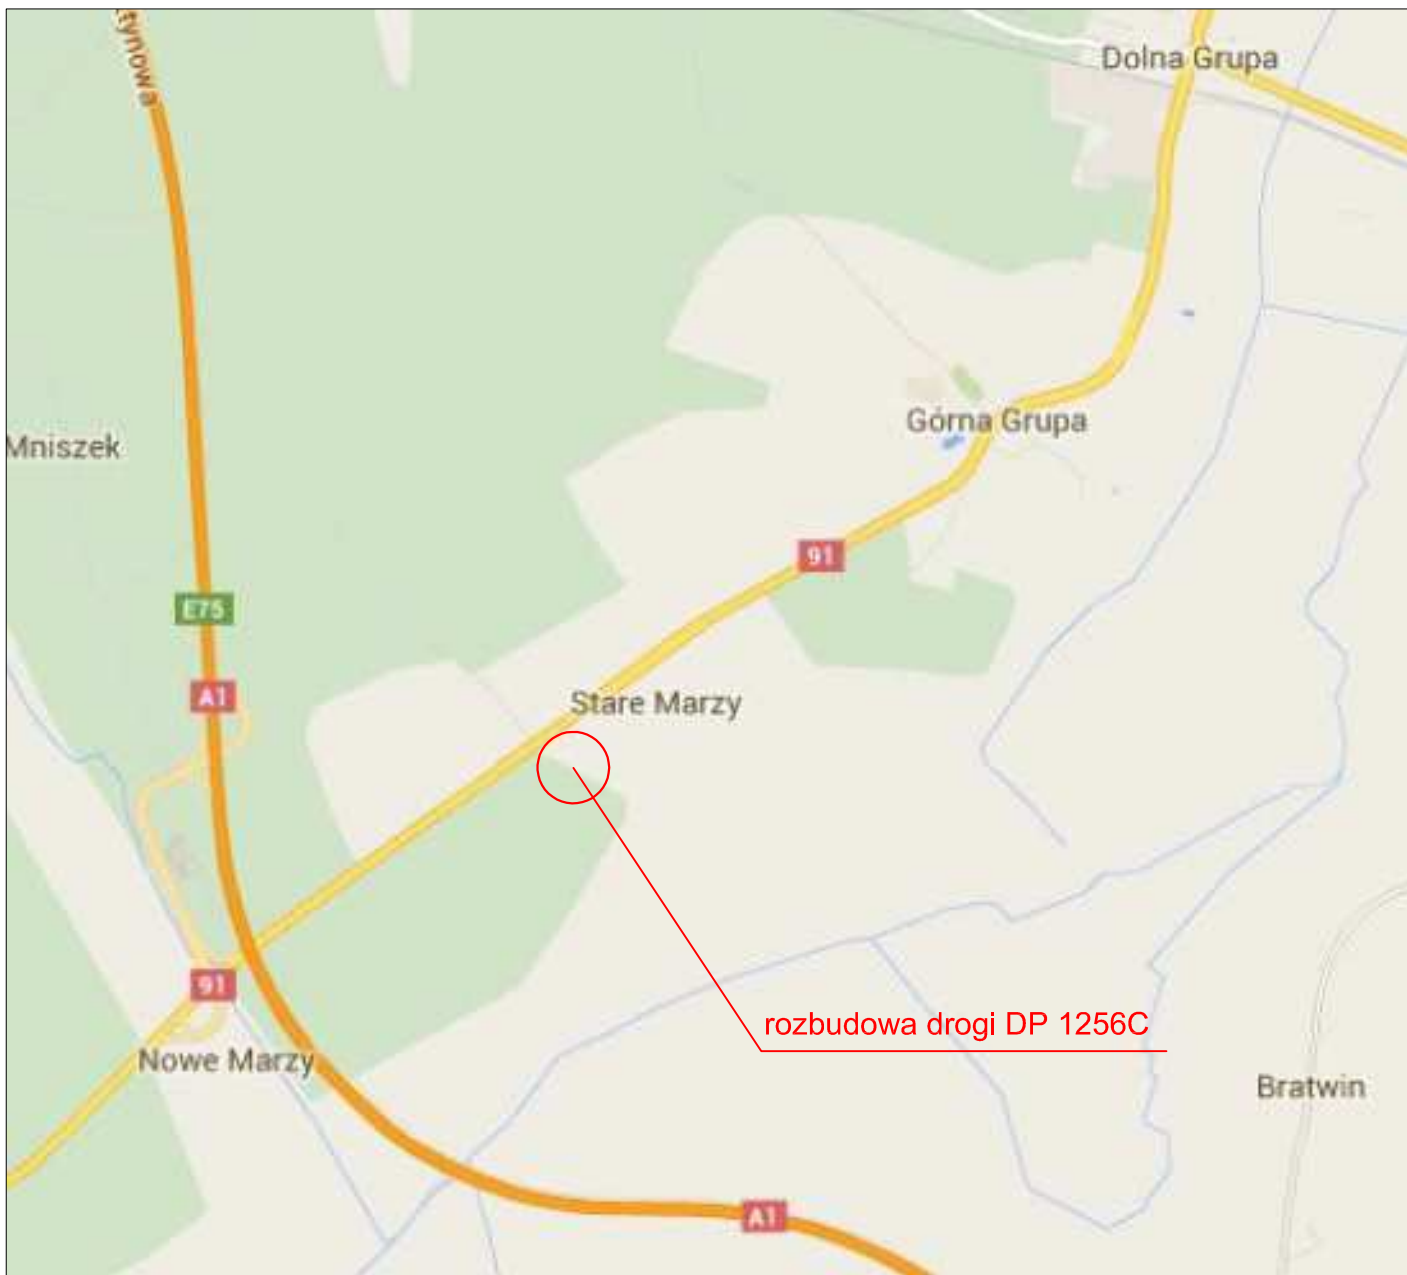 tynowa
Dolna Grupa
Górna Grupa
Mniszek
91
E75
A1
Stare Marzy
91
rozbudowa drogi DP 1256C
Nowe Marzy
Bratwin
A1